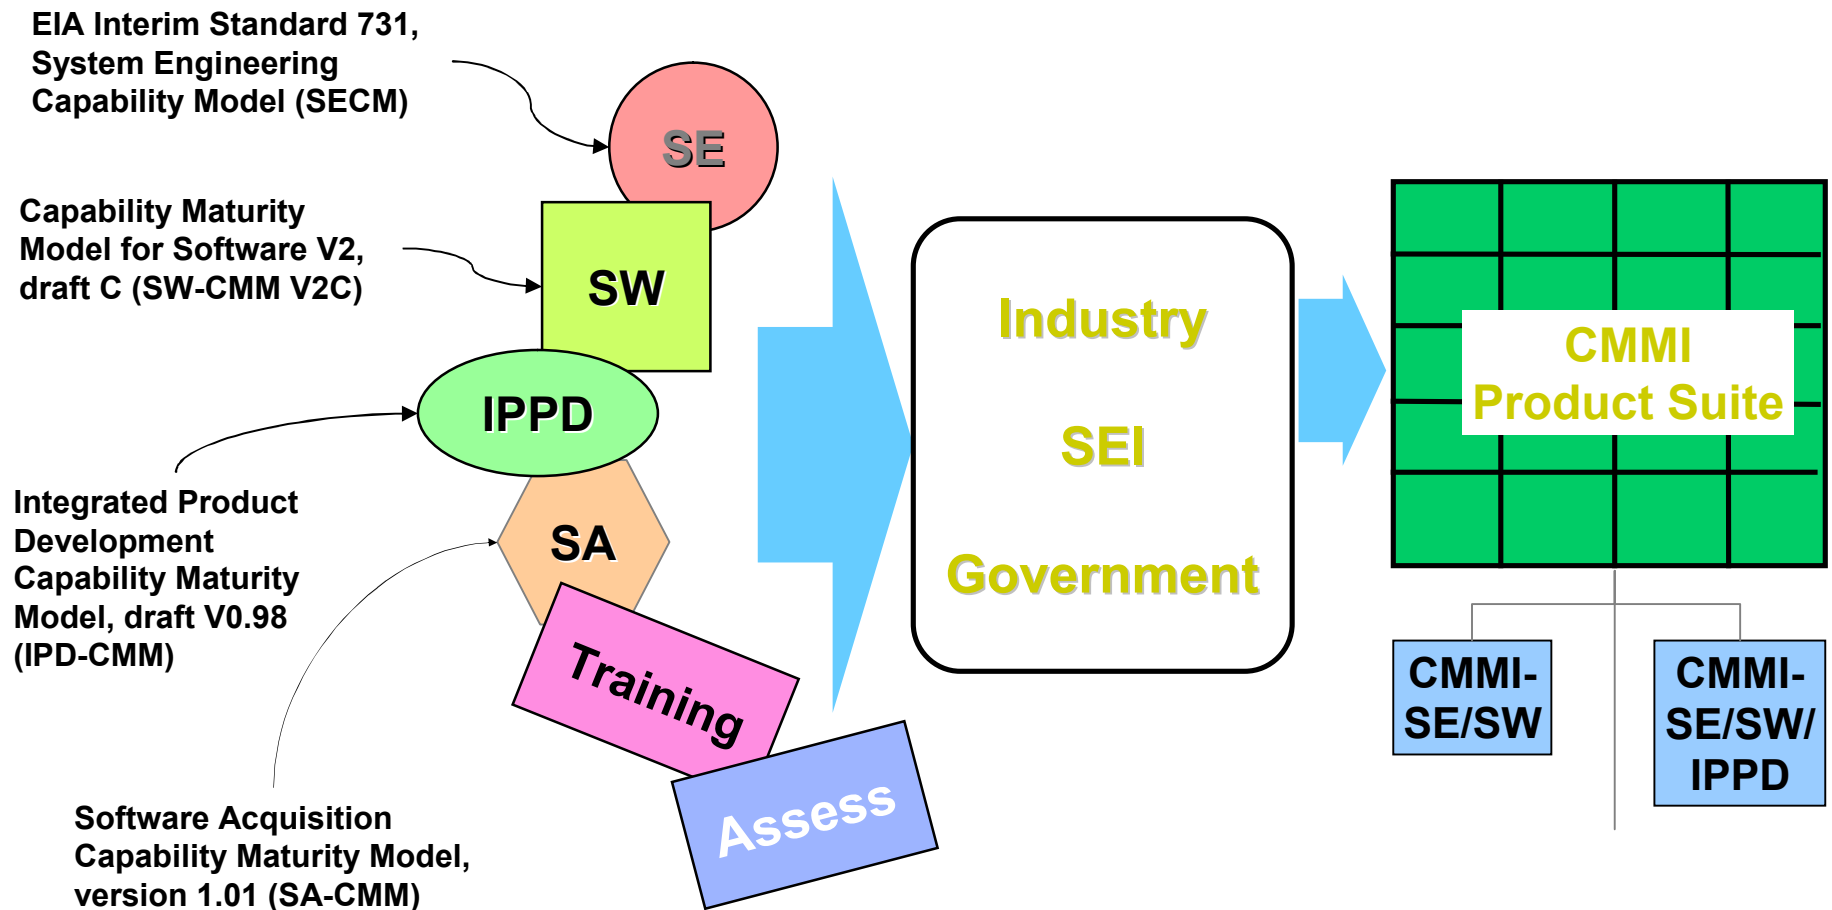 EIA Interim Standard 731,
System Engineering
Capability Model (SECM)
SE
Capability Maturity
Model for Software V2,
draft C (SW-CMM V2C)
SW
IPPD
Integrated Product
Development
Capability Maturity
Model, draft V0.98
(IPD-CMM)
SA
Software Acquisition
Capability Maturity Model,
version 1.01 (SA-CMM)
Training
Assess
Industry
SEI
Government
CMMI
Product Suite
CMMI-
SE/SW
CMMI-
SE/SW/
IPPD